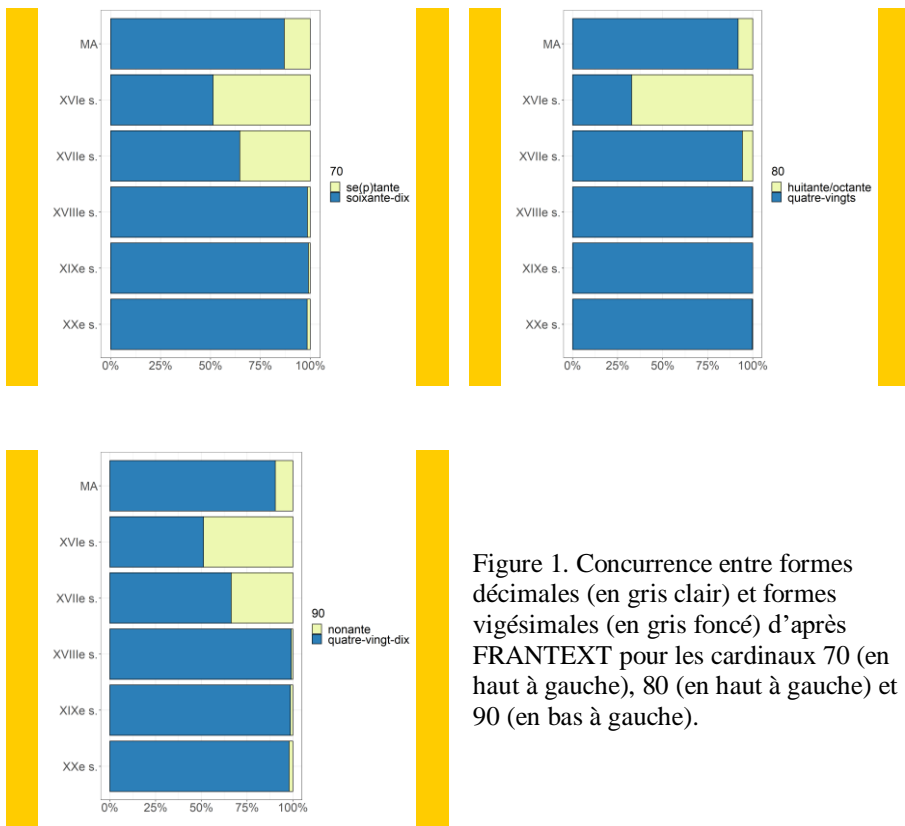 MA
XVIe s.
XVIIe s.
XVIIIe s.
XIXe s.
XXe s.
0% 25% 50% 75% 100%
70
se(p)tante
soixante-dix
MA
XVIe s.
XVIIe s.
XVIIIe s.
XIXe s.
XXe s.
0% 25% 50% 75% 100%
80
huitante/octante
quatre-vingts
MA
XVIe s.
XVIIe s.
XVIIIe s.
XIXe s.
XXe s.
0% 25% 50% 75% 100%
90
nonante
quatre-vingt-dix
Figure 1. Concurrence entre formes
décimales (en gris clair) et formes
vigésimales (en gris foncé) d’après
FRANTEXT pour les cardinaux 70 (en
haut à gauche), 80 (en haut à gauche) et
90 (en bas à gauche).